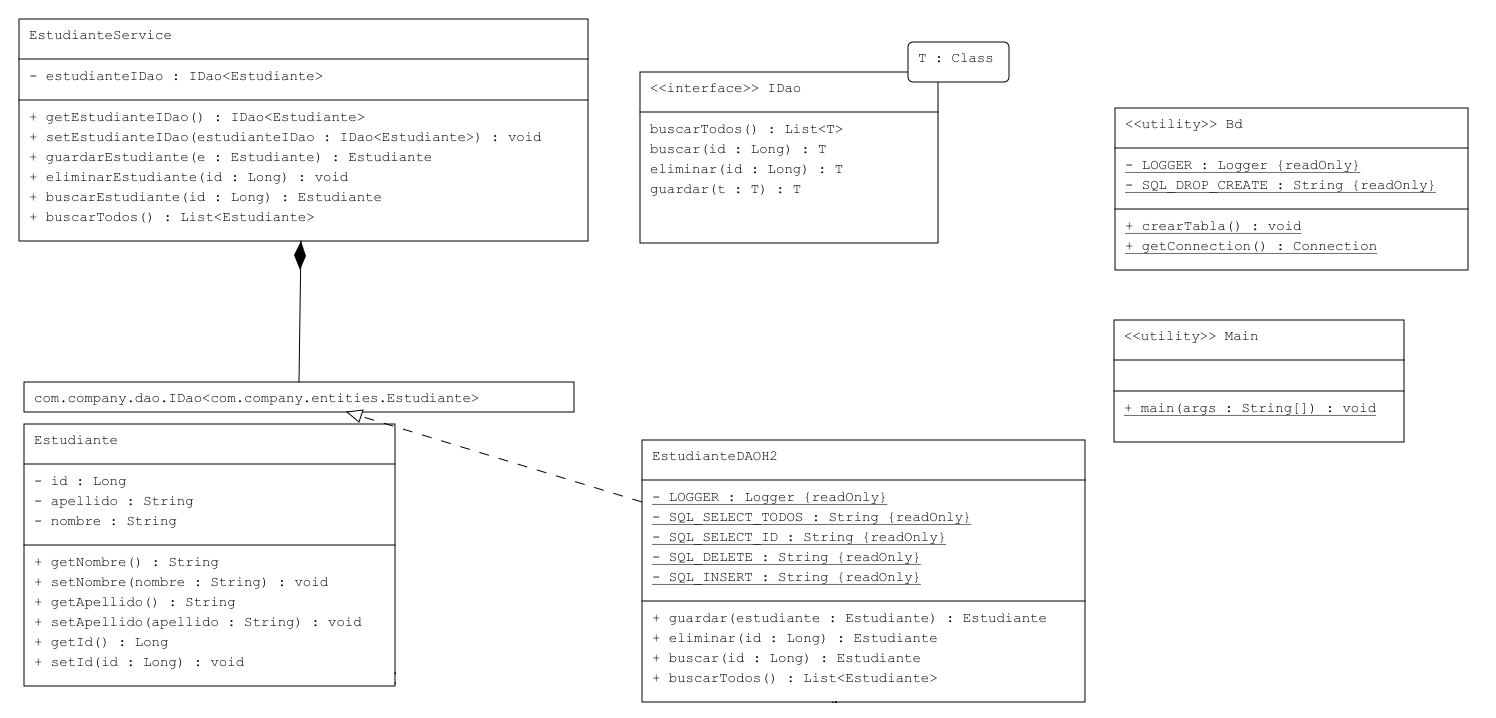 EstudianteService
- estudianteIDao : IDao<Estudiante>
+ getEstudianteIDao() : IDao<Estudiante>
+ setEstudianteIDao(estudianteIDao : IDao<Estudiante>) : void
+ guardarEstudiante(e : Estudiante) : Estudiante
+ eliminarEstudiante(id : Long) : void
+ buscarEstudiante(id : Long) : Estudiante
+ buscarTodos() : List<Estudiante>
T : Class
<<interface>> IDao
buscarTodos() : List<T>
buscar(id : Long) : T
eliminar(id : Long) : T
guardar(t : T) : T
<<utility>> Bd
- LOGGER : Logger {readOnly}
- SQL_DROP_CREATE : String {readOnly}
+ crearTabla() : void
+ getConnection() : Connection
<<utility>> Main
+ main(args : String[]) : void
com.company.dao.IDao<com.company.entities.Estudiante>
Estudiante
- id : Long
- apellido : String
- nombre : String
+ getNombre() : String
+ setNombre(nombre : String) : void
+ getApellido() : String
+ setApellido(apellido : String) : void
+ getId() : Long
+ setId(id : Long) : void
EstudianteDAOH2
- LOGGER : Logger {readOnly}
- SQL_SELECT_TODOS : String {readOnly}
- SQL_SELECT_ID : String {readOnly}
- SQL_DELETE : String {readOnly}
- SQL_INSERT : String {readOnly}
+ guardar(estudiante : Estudiante) : Estudiante
+ eliminar(id : Long) : Estudiante
+ buscar(id : Long) : Estudiante
+ buscarTodos() : List<Estudiante>